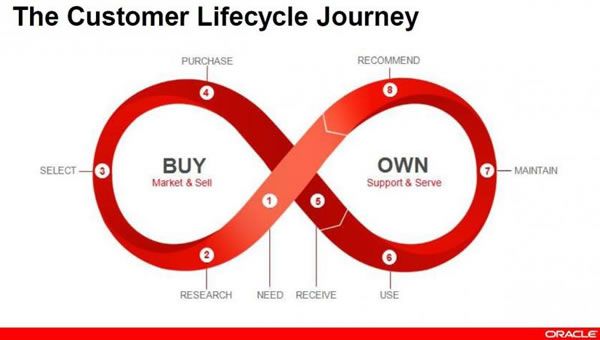 The Customer Lifecycle Journey
PURCHASE
RECOMMEND
4
8
BUY
Market & Sell
OWN
Support & Serve
SELECT
3
7
MAINTAIN
1
5
2
6
RESEARCH
NEED
RECEIVE
USE
ORACLE